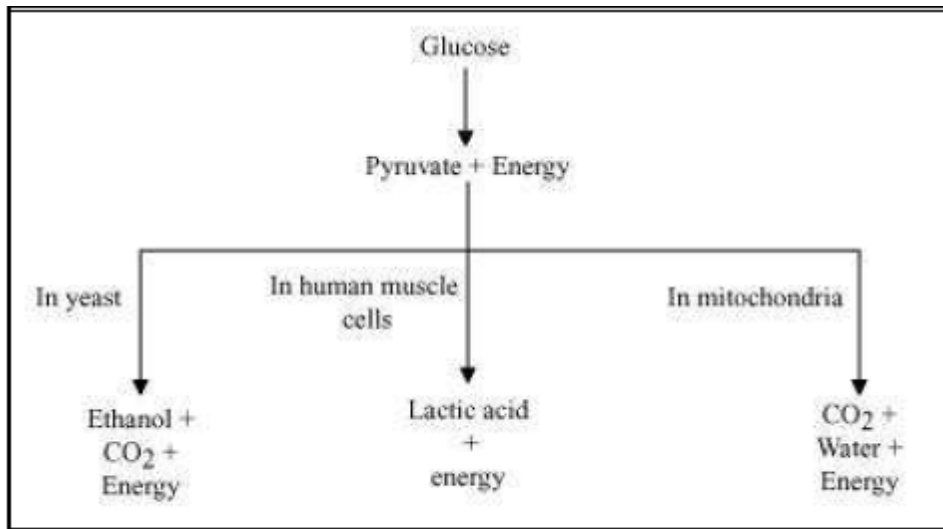 Glucose
Pyruvate + Energy
In yeast
In human muscle
cells
In mitochondria
Ethanol +
CO2 +
Energy
Lactic acid
+
energy
CO2 +
Water +
Energy